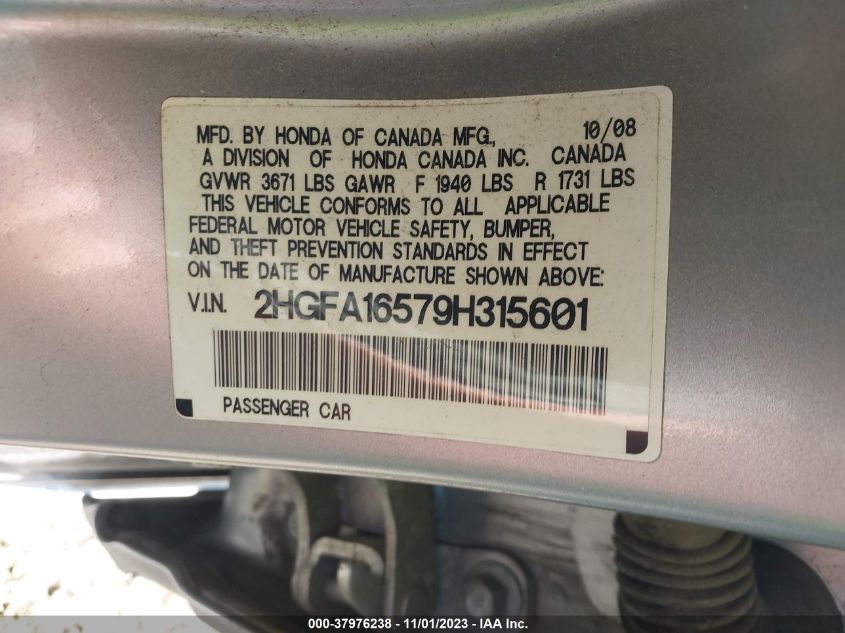 MFD. BY HONDA OF CANADA MFG., 10/08
A DIVISION OF HONDA CANADA INC. CANADA
GVWR 3671 LBS GAWR F 1940 LBS R 1731 LBS
THIS VEHICLE CONFORMS TO ALL APPLICABLE
FEDERAL MOTOR VEHICLE SAFETY, BUMPER,
AND THEFT PREVENTION STANDARDS IN EFFECT
ON THE DATE OF MANUFACTURE SHOWN ABOVE:
V.I.N. 2HGFA16579H315601
PASSENGER CAR
000-37976238 - 11/01/2023 - IAA Inc.